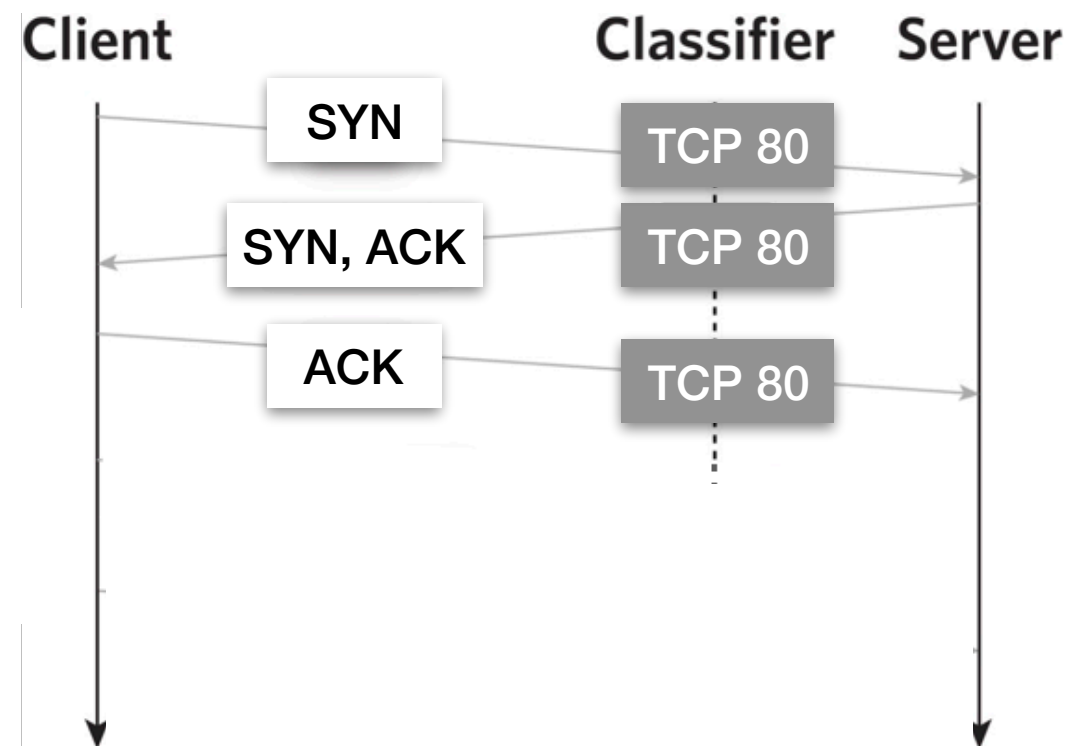 Client Classifier Server
SYN
TCP 80
SYN, ACK
TCP 80
ACK
TCP 80